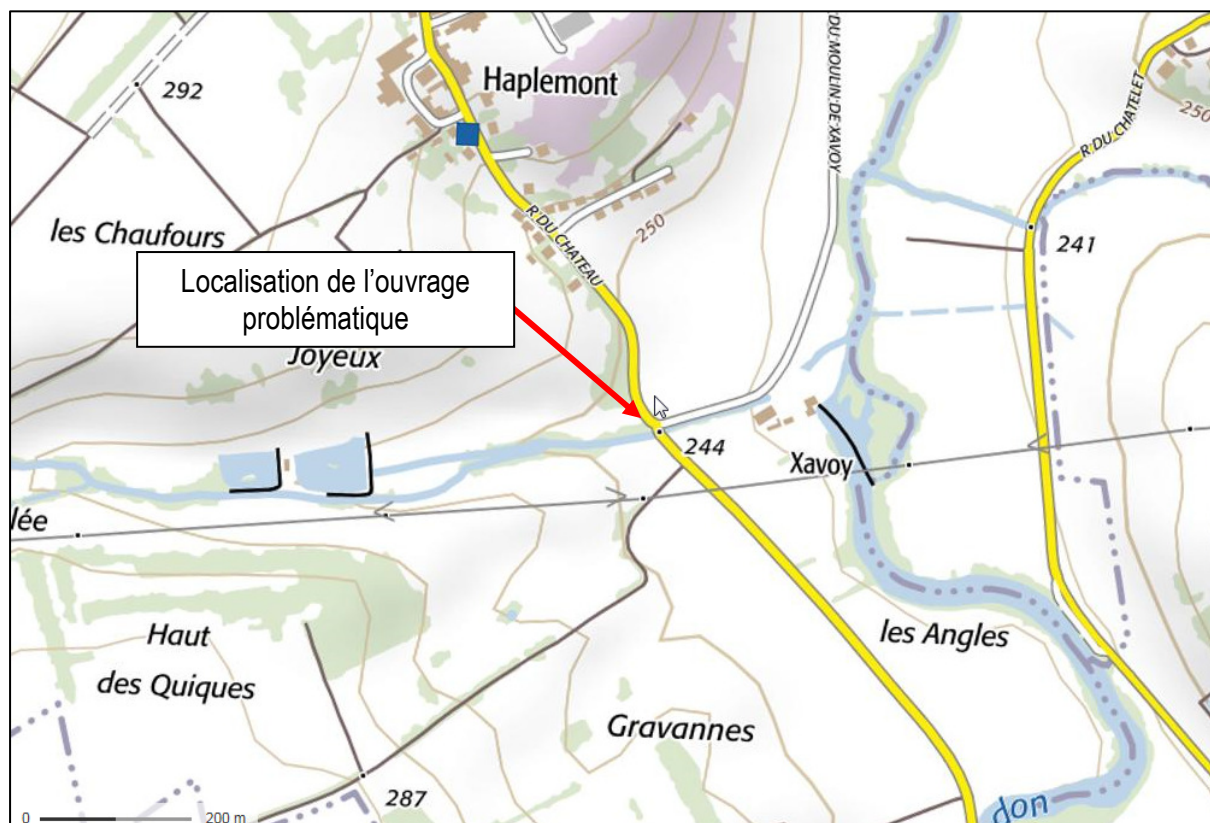 Haplemont
292
DU MOULIN DE XAVOY
R DU CHATELET
250
les Chaufours
R DU CHATEAU
250
241
Localisation de l’ouvrage
problématique
Joyeux
244
Xavoy
lée
Haut
des Quiques
les Angles
Gravannes
287
don
0 200 m